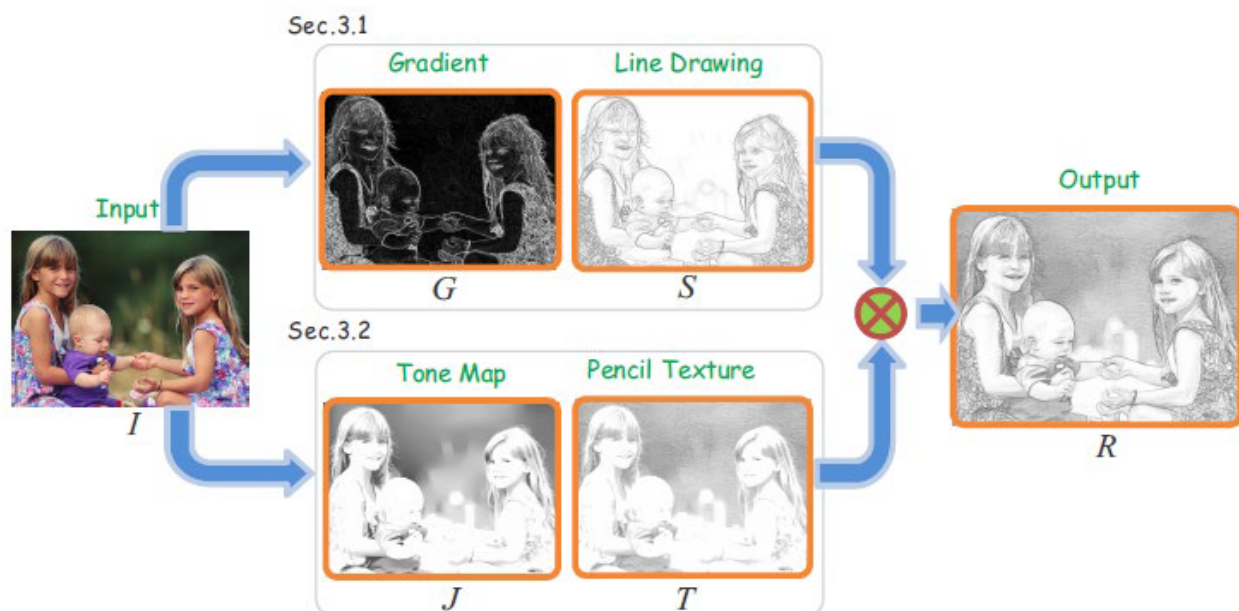 Sec.3.1
Gradient
Line Drawing
G
S
Input
I
Sec.3.2
Tone Map
Pencil Texture
J
T
Output
R